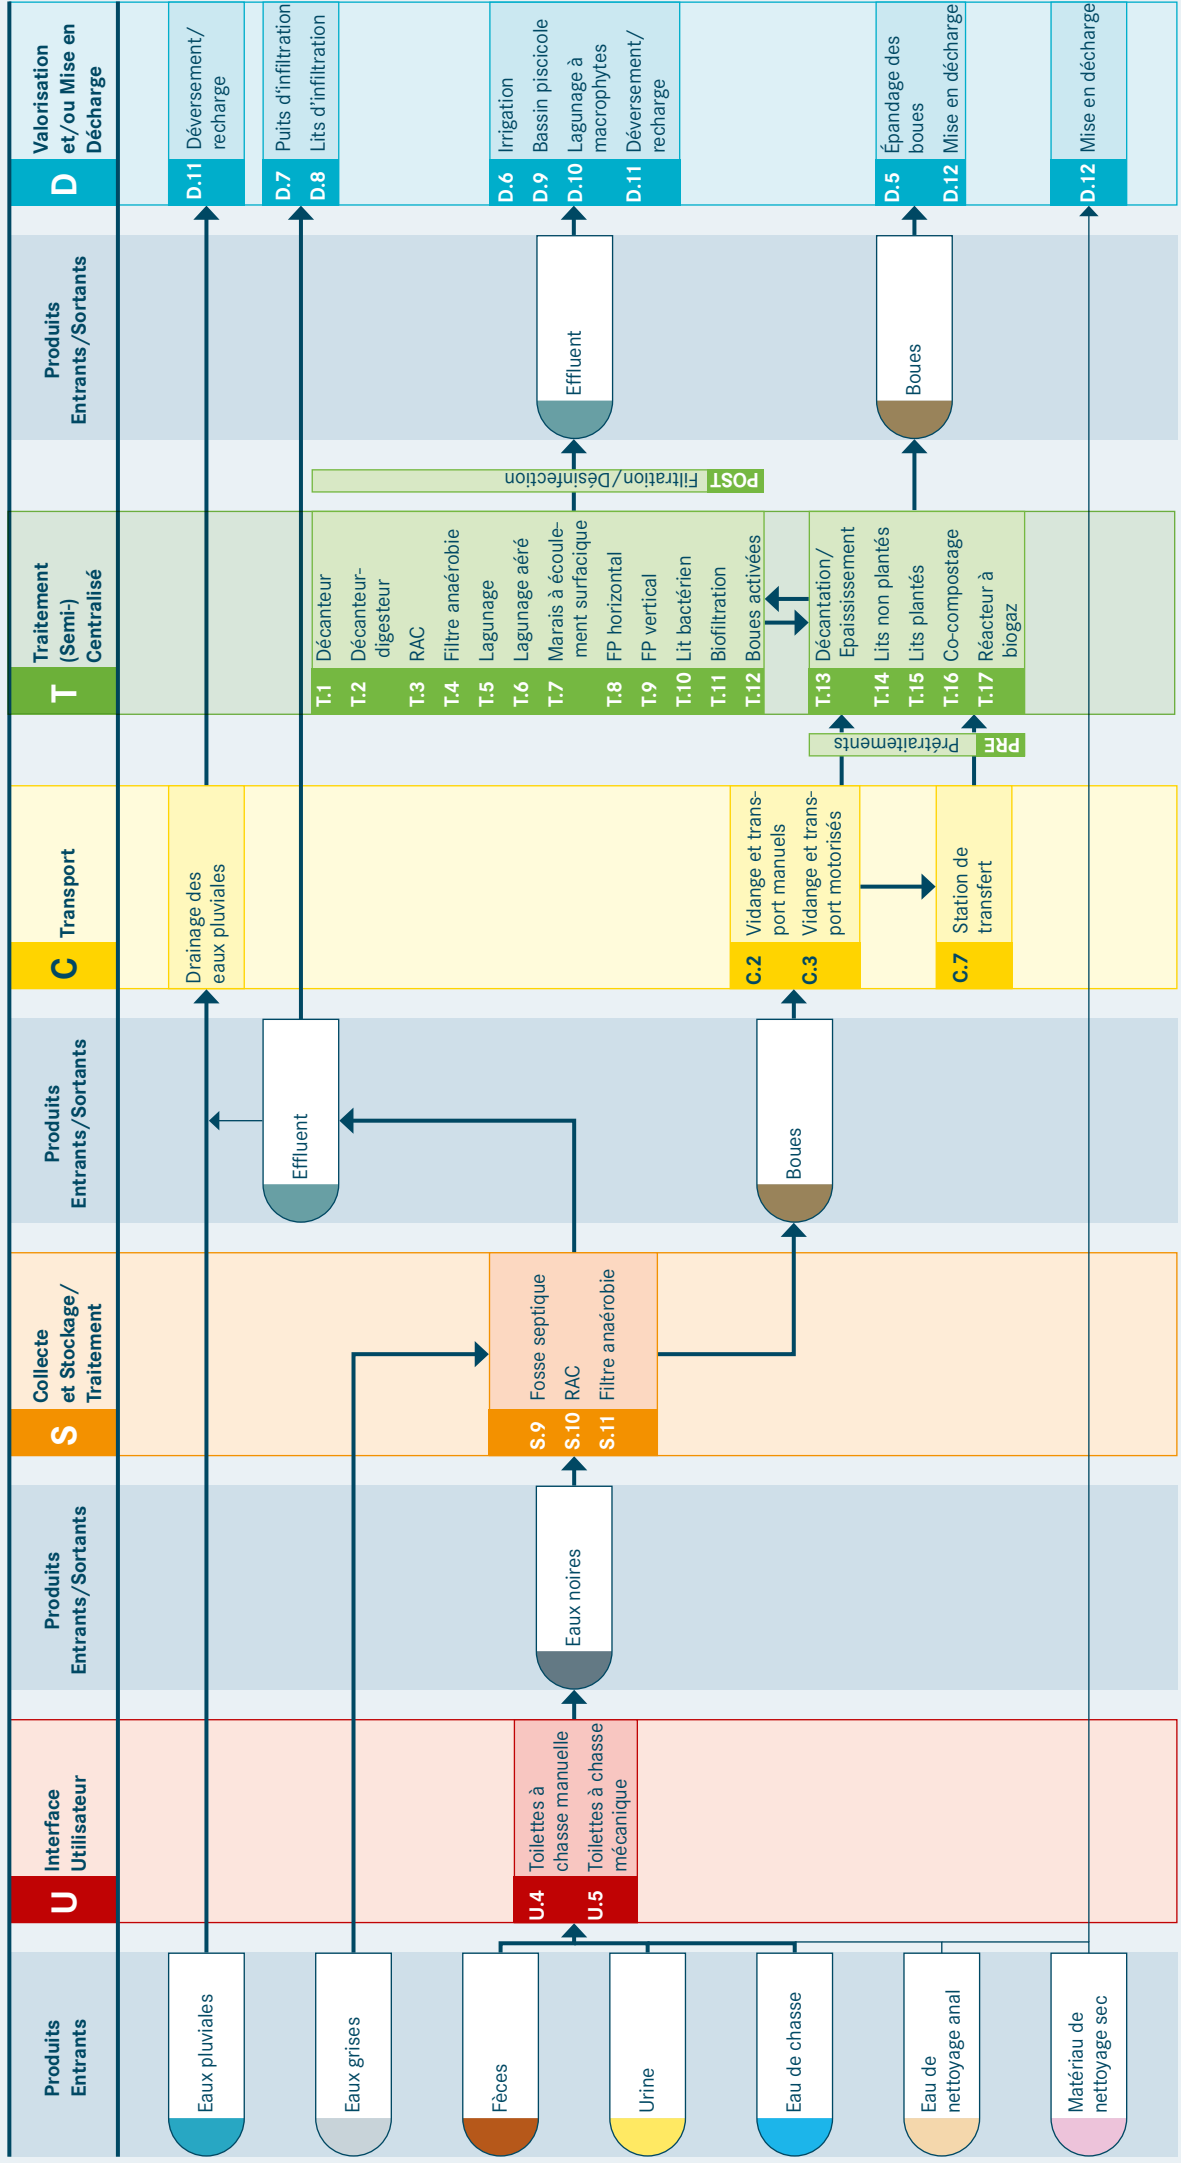 Produits
Entrants
U
Interface
Utilisateur
Produits
Entrants/Sortants
S
Collecte
et Stockage/
Traitement
Produits
Entrants/Sortants
C
Transport
T
Traitement
(Semi-)
Centralisé
Produits
Entrants/Sortants
D
Valorisation
et/ou Mise en
Décharge
Eaux pluviales
Eaux grises
Fèces
Urine
Eau de chasse
Eau de
nettoyage anal
Matériau de
nettoyage sec
U.4 Toilettes à
chasse manuelle
U.5 Toilettes à chasse
mécanique
Eaux noires
S.9 Fosse septique
S.10 RAC
S.11 Filtre anaérobie
Effluent
Boues
Drainage des
eaux pluviales
C.2 Vidange et trans-
port manuels
C.3 Vidange et trans-
port motorisés
C.7 Station de
transfert
PRE Prétraitements
T.1 Décanteur
T.2 Décanteur-
digesteur
T.3 RAC
T.4 Filtre anaérobie
T.5 Lagunage
T.6 Lagunage aéré
T.7 Marais à écoule-
ment surfacique
T.8 FP horizontal
T.9 FP vertical
T.10 Lit bactérien
T.11 Biofiltration
T.12 Boues activées
T.13 Décantation/
Epaississement
T.14 Lits non plantés
T.15 Lits plantés
T.16 Co-compostage
T.17 Réacteur à
biogaz
POST Filtration/Désinfection
Effluent
Boues
D.11 Déversement/
recharge
D.7 Puits d'infiltration
D.8 Lits d'infiltration
D.6 Irrigation
D.9 Bassin piscicole
D.10 Lagunage à
macrophytes
D.11 Déversement/
recharge
D.5 Épandage des
boues
D.12 Mise en décharge
D.12 Mise en décharge